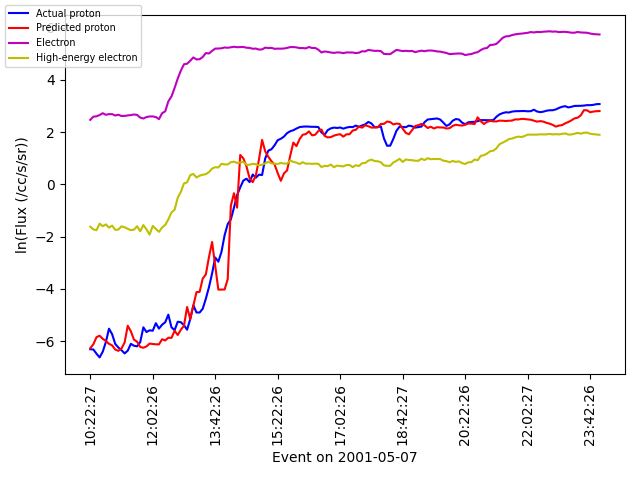 Actual proton
Predicted proton
Electron
High-energy electron
4
2
0
−2
−4
−6
ln(Flux (/cc/s/sr))
10:22:27
12:02:26
13:42:26
15:22:26
17:02:26
18:42:27
20:22:26
22:02:27
23:42:26
Event on 2001-05-07